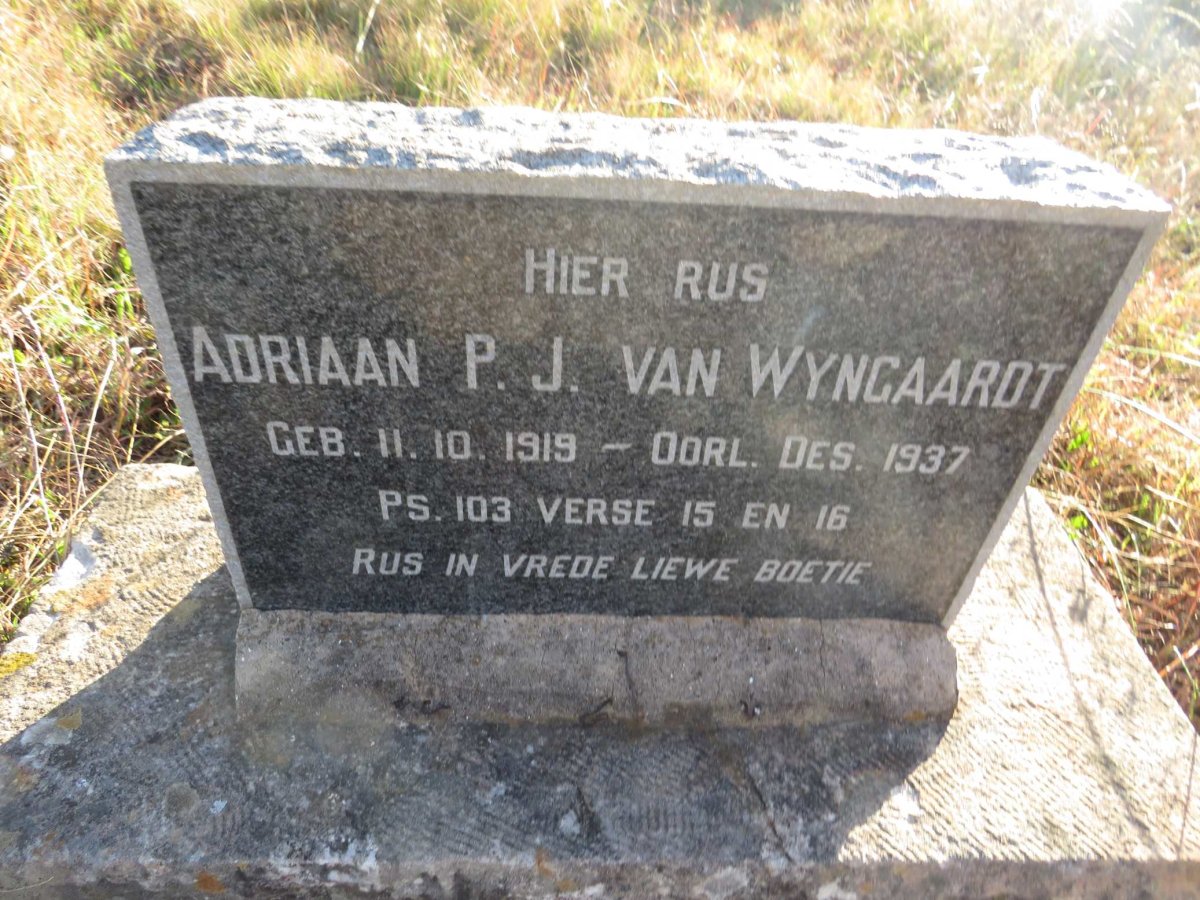 HIER RUS
ADRIAAN P. J. VAN WYNGAARDT
GEB. 11. 10. 1919 – OORL. DES. 1937
PS. 103 VERSE 15 EN 16
RUS IN VREDE LIEWE BOETIE